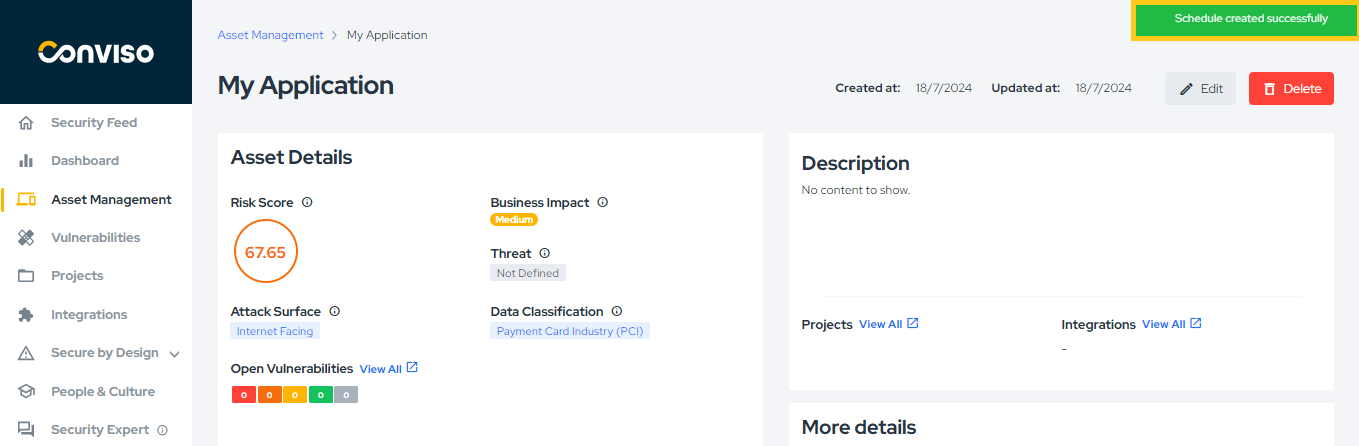 Schedule created successfully
CONVISO
Asset Management > My Application
My Application
Created at: 18/7/2024 Updated at: 18/7/2024 Edit Delete
Security Feed
Dashboard
Asset Management
Vulnerabilities
Projects
Integrations
Secure by Design
People & Culture
Security Expert
Asset Details
Risk Score
67.65
Business Impact
Medium
Threat
Not Defined
Attack Surface
Internet Facing
Data Classification
Payment Card Industry (PCI)
Open Vulnerabilities View All
0 0 0 0 0
Description
No content to show.
Projects View All
Integrations View All
-
More details